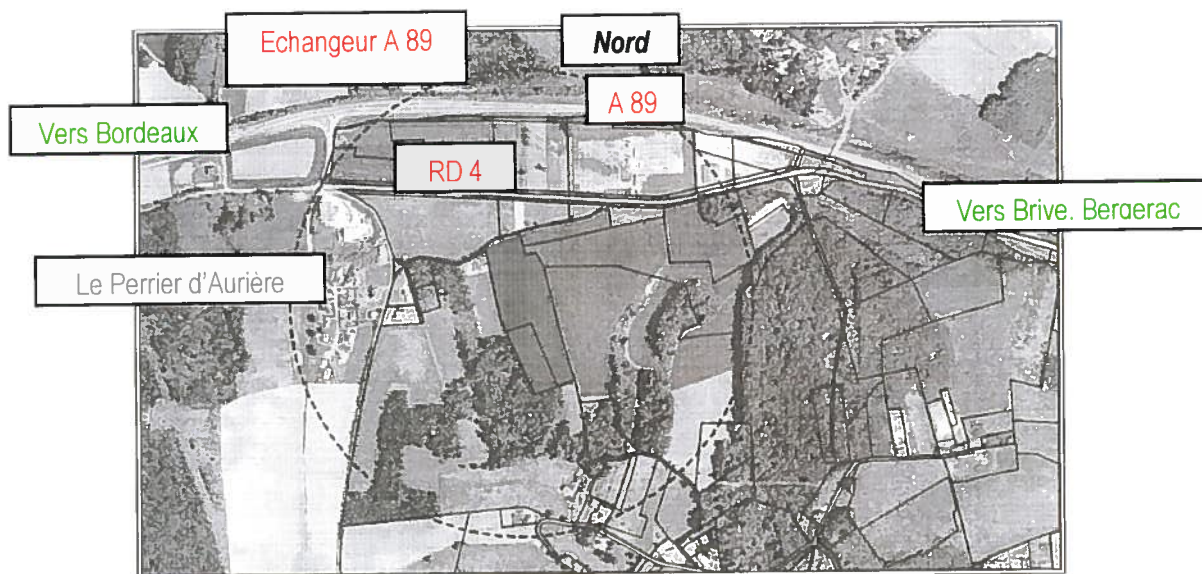 Echangeur A 89
Nord
A 89
Vers Bordeaux
RD 4
Vers Brive. Bergerac
Le Perrier d'Aurière